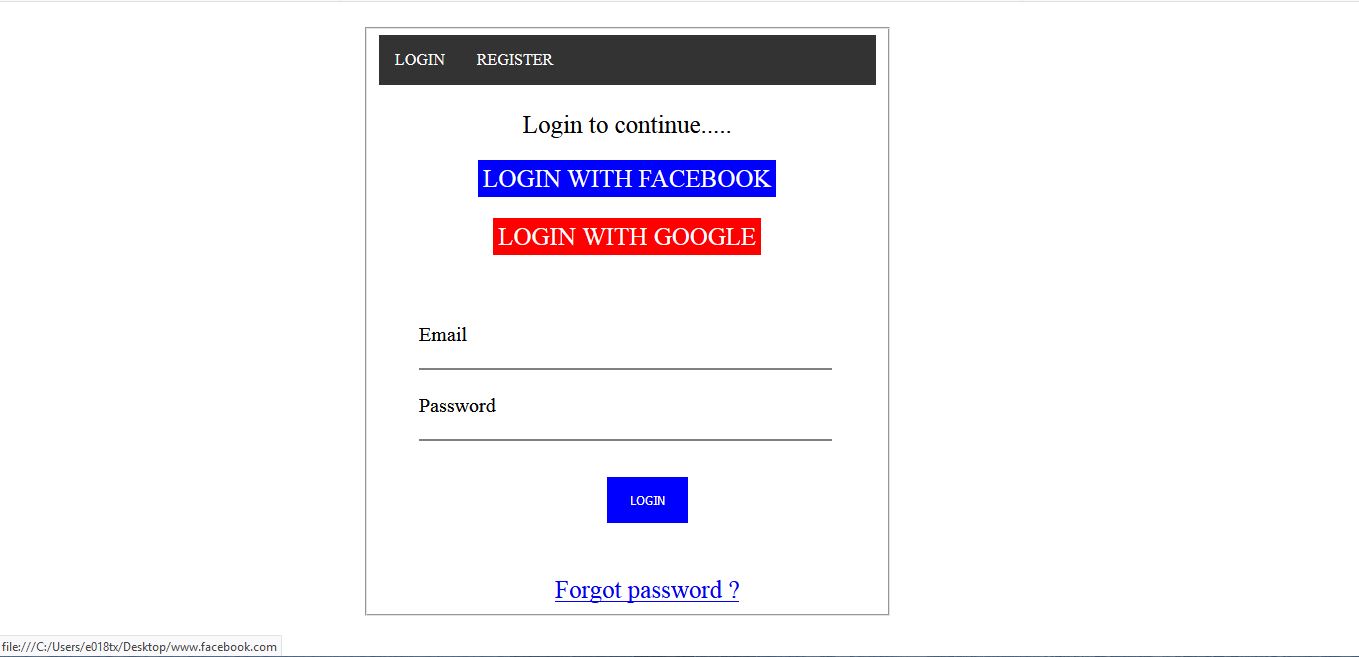 LOGIN REGISTER
Login to continue.....
LOGIN WITH FACEBOOK
LOGIN WITH GOOGLE
Email
Password
LOGIN
Forgot password ?
file:///C:/Users/e018tx/Desktop/www.facebook.com